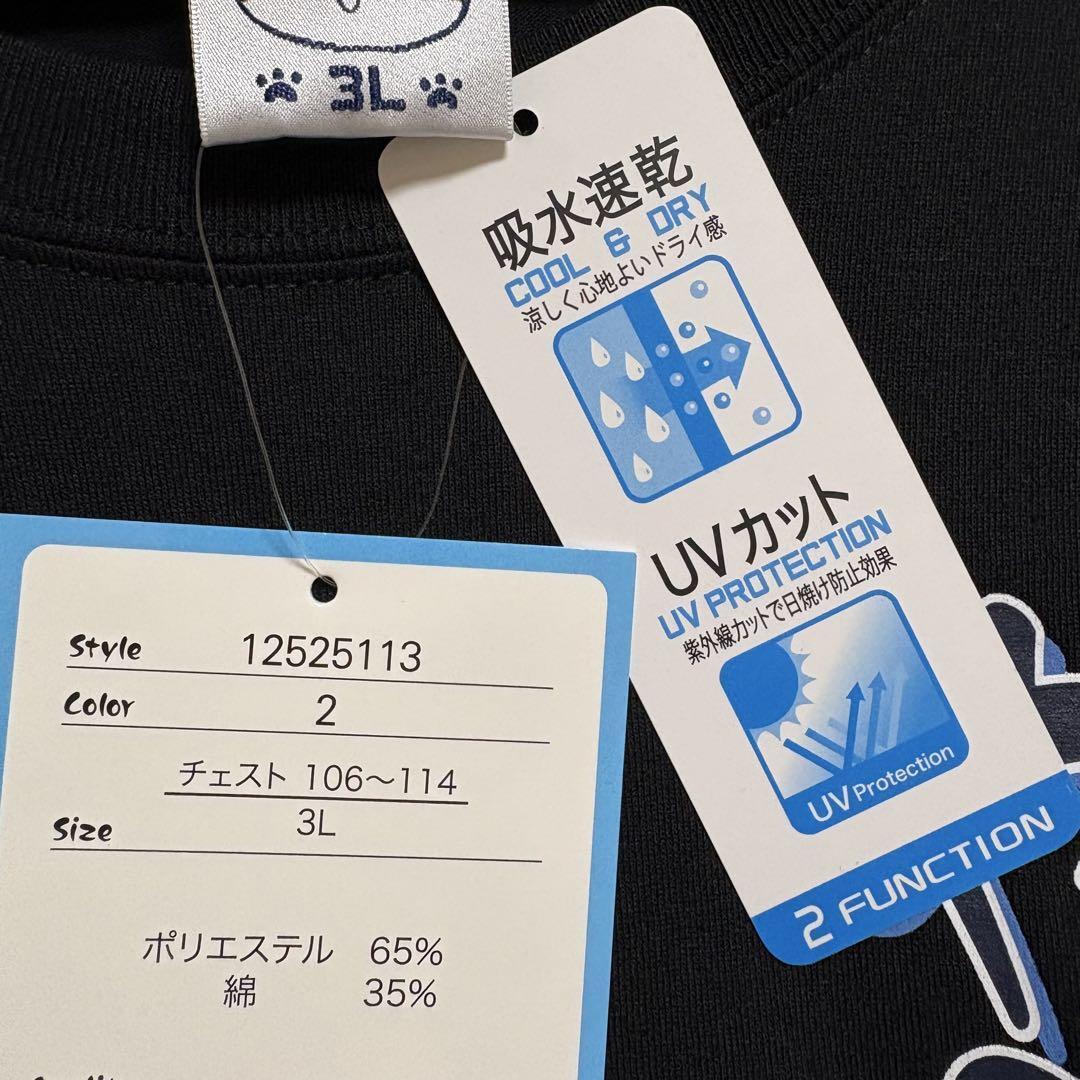 3L
吸水速乾
COOL & DRY
涼しく心地よいドライ感
UVカット
UV PROTECTION
紫外線カットで日焼け防止効果
UV Protection
2 FUNCTION
Style 12525113
Color 2
チェスト 106～114
Size 3L
ポリエステル 65%
綿 35%